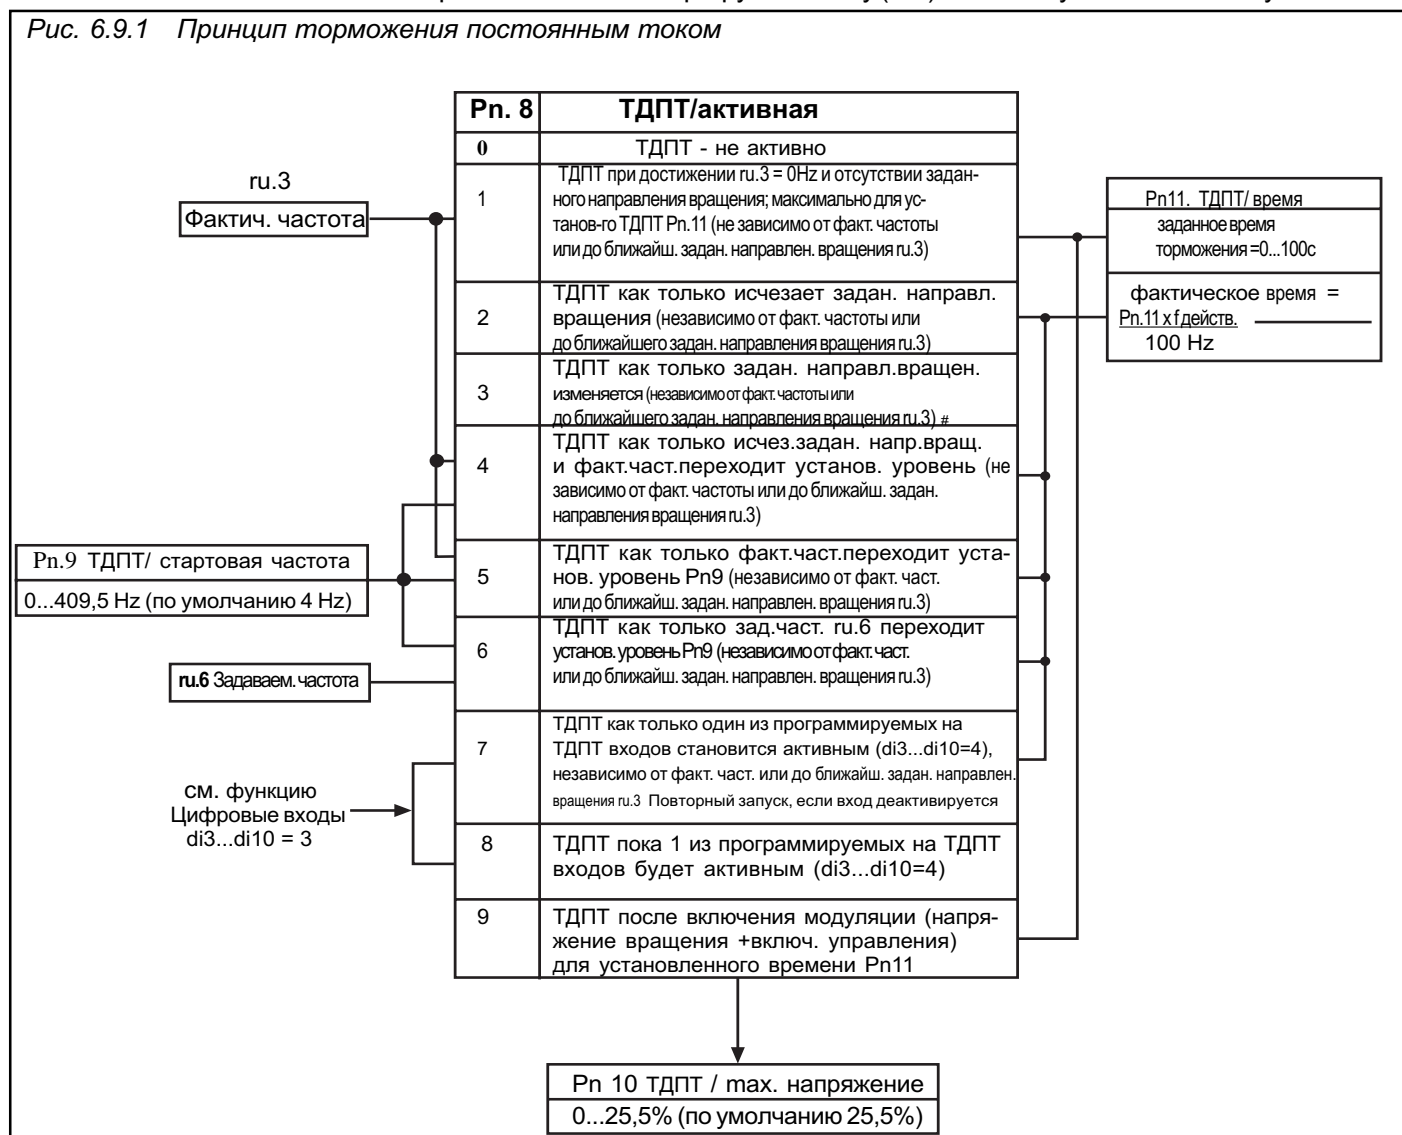 Рис. 6.9.1 Принцип торможения постоянным током
Pn. 8 ТДПТ/активная
0 ТДПТ - не активно
1 ТДПТ при достижении ru.3 = 0Hz и отсутствии задан-
ного направления вращения; максимально для ус-
танов-го ТДПТ Pn.11 (не зависимо от факт. частоты
или до ближайш. задан. направлен. вращения ru.3)
2 ТДПТ как только исчезает задан. направл.
вращения (независимо от факт. частоты или
до ближайшего задан. направления вращения ru.3)
3 ТДПТ как только задан. направл.вращен.
изменяется (независимо от факт. частоты или
до ближайшего задан. направления вращения ru.3) #
4 ТДПТ как только исчез.задан. напр.вращ.
и факт.част.переходит установ. уровень (не
зависимо от факт. частоты или до ближайш. задан.
направления вращения ru.3)
5 ТДПТ как только факт.част.переходит уста-
нов. уровень Pn9 (независимо от факт. част.
или до ближайш. задан. направлен. вращения ru.3)
6 ТДПТ как только зад.част. ru.6 переходит
установ. уровень Pn9 (независимо от факт. част.
или до ближайш. задан. направлен. вращения ru.3)
7 ТДПТ как только один из программируемых на
ТДПТ входов становится активным (di3...di10=4),
независимо от факт. част. или до ближайш. задан. направлен.
вращения ru.3 Повторный запуск, если вход деактивируется
8 ТДПТ пока 1 из программируемых на ТДПТ
входов будет активным (di3...di10=4)
9 ТДПТ после включения модуляции (напря-
жение вращения +включ. управления)
для установленного времени Pn11
ru.3
Фактич. частота
Pn.9 ТДПТ/ стартовая частота
0...409,5 Hz (по умолчанию 4 Hz)
ru.6 Задаваем. частота
см. функцию
Цифровые входы
di3...di10 = 3
Pn11. ТДПТ/ время
заданное время
торможения =0...100c
фактическое время =
Pn.11 x f действ.
100 Hz
Pn 10 ТДПТ / max. напряжение
0...25,5% (по умолчанию 25,5%)